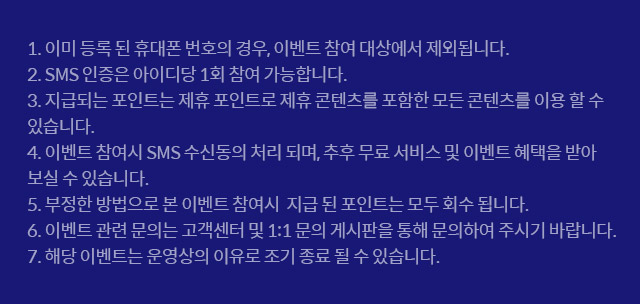 1. 이미 등록 된 휴대폰 번호의 경우, 이벤트 참여 대상에서 제외됩니다.
2. SMS 인증은 아이디당 1회 참여 가능합니다.
3. 지급되는 포인트는 제휴 포인트로 제휴 콘텐츠를 포함한 모든 콘텐츠를 이용 할 수
있습니다.
4. 이벤트 참여시 SMS 수신동의 처리 되며, 추후 무료 서비스 및 이벤트 혜택을 받아
보실 수 있습니다.
5. 부정한 방법으로 본 이벤트 참여시 지급 된 포인트는 모두 회수 됩니다.
6. 이벤트 관련 문의는 고객센터 및 1:1 문의 게시판을 통해 문의하여 주시기 바랍니다.
7. 해당 이벤트는 운영상의 이유로 조기 종료 될 수 있습니다.